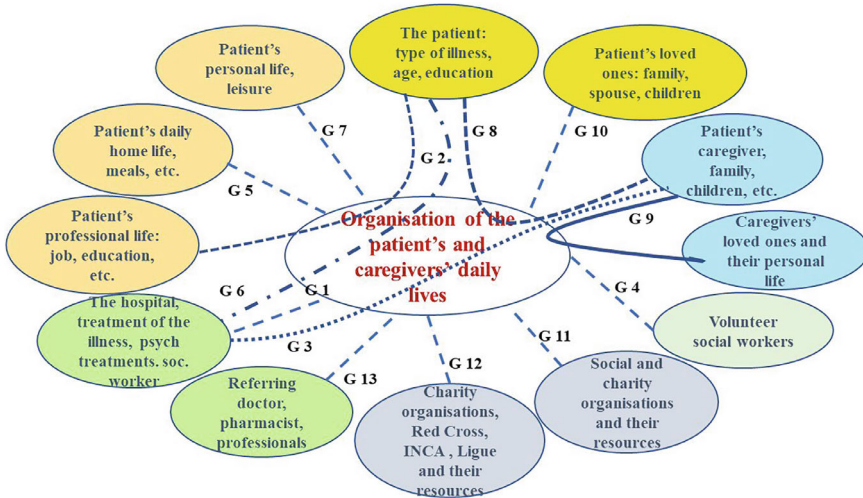 Patient's
personal life,
leisure
The patient:
type of illness,
age, education
Patient's loved
ones: family,
spouse, children
Patient's daily
home life,
meals, etc.
Patient's
caregiver,
family,
children, etc.
Patient's
professional life:
job, education,
etc.
Organisation of the
patient's and
caregivers' daily
lives
Caregivers'
loved ones and
their personal
life
The hospital,
treatment of the
illness, psych
treatments. soc.
worker
Volunteer
social workers
Referring
doctor,
pharmacist,
professionals
Charity
organisations,
Red Cross,
INCA , Ligue
and their
resources
Social and
charity
organisations
and their
resources
G 7
G 2
G 8
G 10
G 5
G 9
G 6
G 1
G 4
G 3
G 11
G 12
G 13